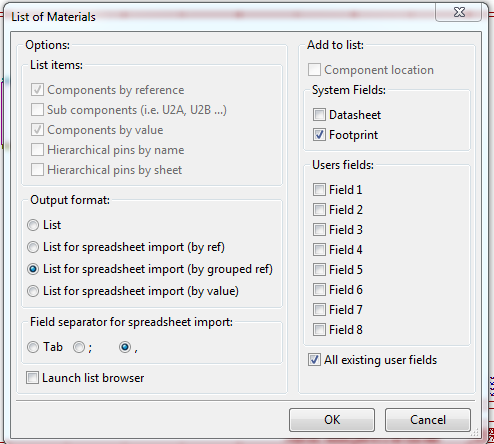 List of Materials
Options:
List items:
Components by reference
Sub components (i.e. U2A, U2B ...)
Components by value
Hierarchical pins by name
Hierarchical pins by sheet
Output format:
List
List for spreadsheet import (by ref)
List for spreadsheet import (by grouped ref)
List for spreadsheet import (by value)
Field separator for spreadsheet import:
Tab ; ,
Launch list browser
Add to list:
Component location
System Fields:
Datasheet
Footprint
Users fields:
Field 1
Field 2
Field 3
Field 4
Field 5
Field 6
Field 7
Field 8
All existing user fields
OK Cancel